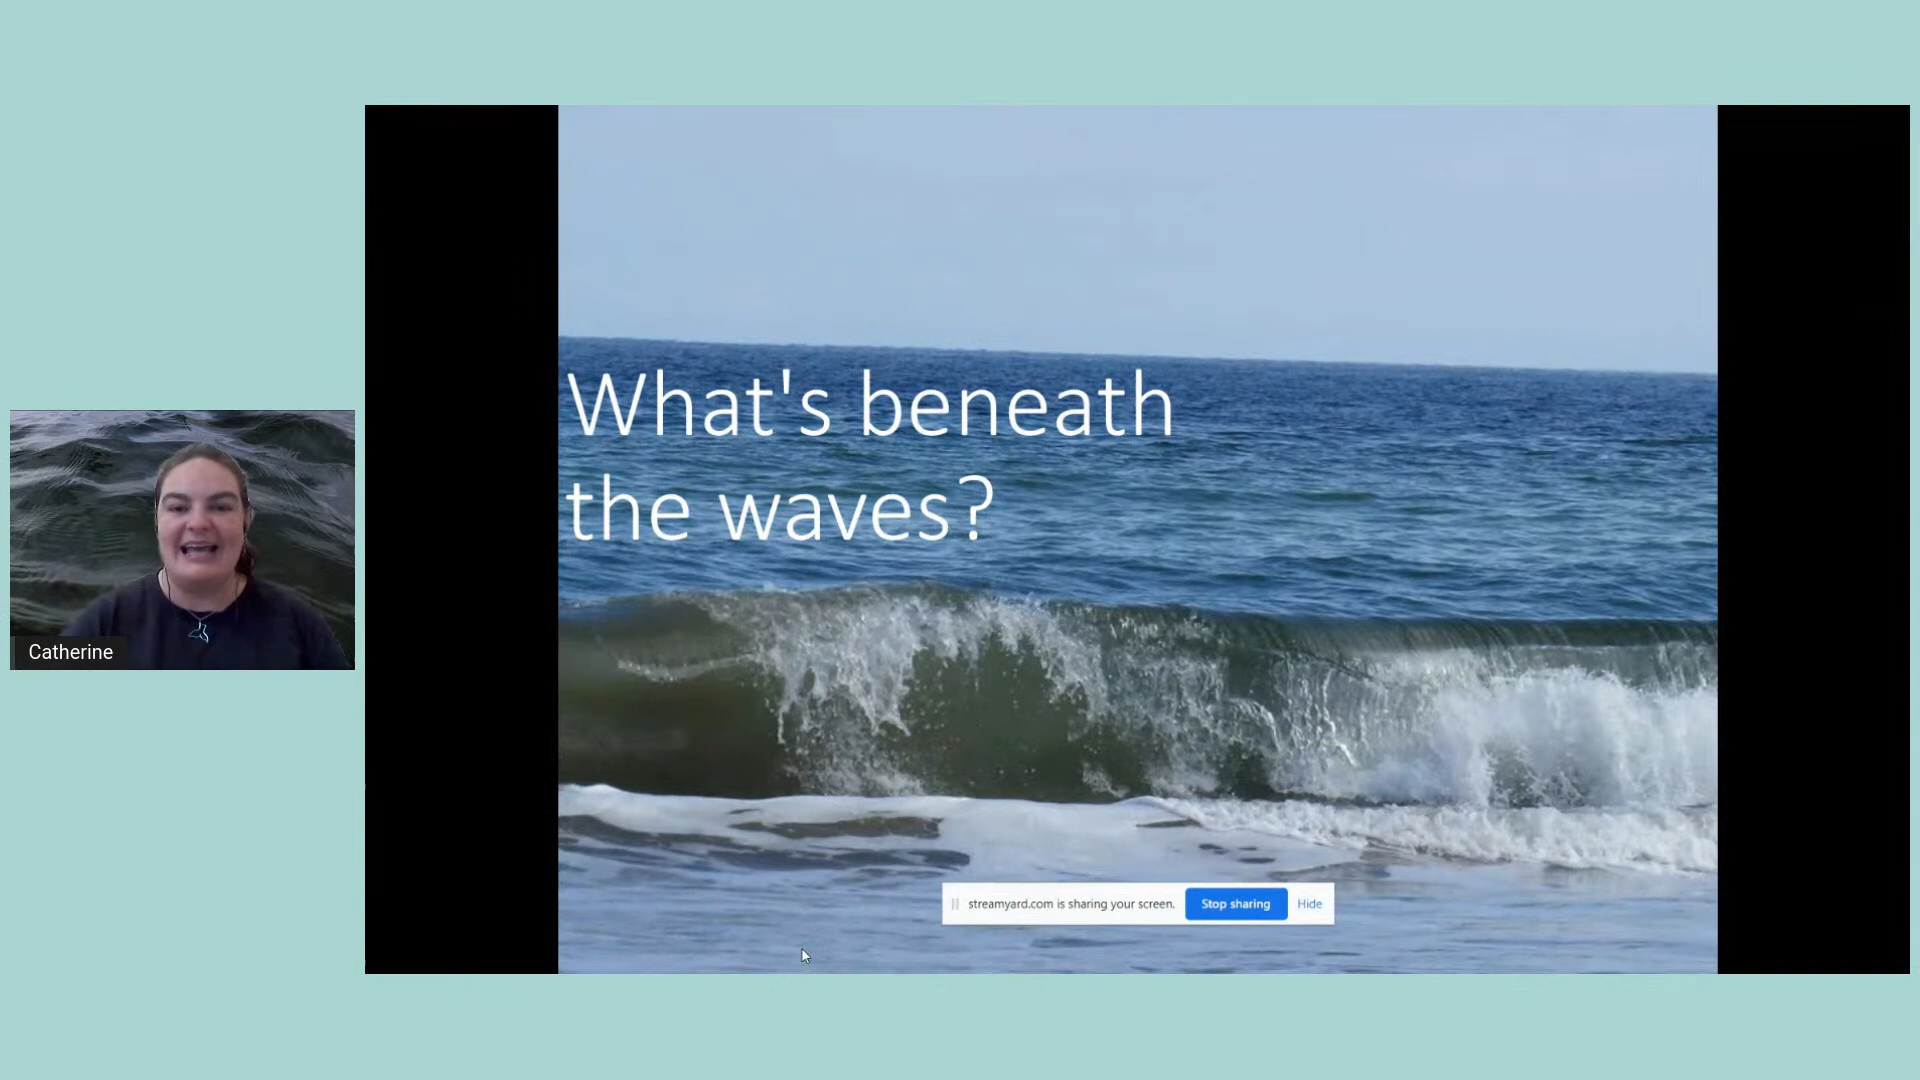 What's beneath
the waves?
Catherine
streamyard.com is sharing your screen. Stop sharing Hide